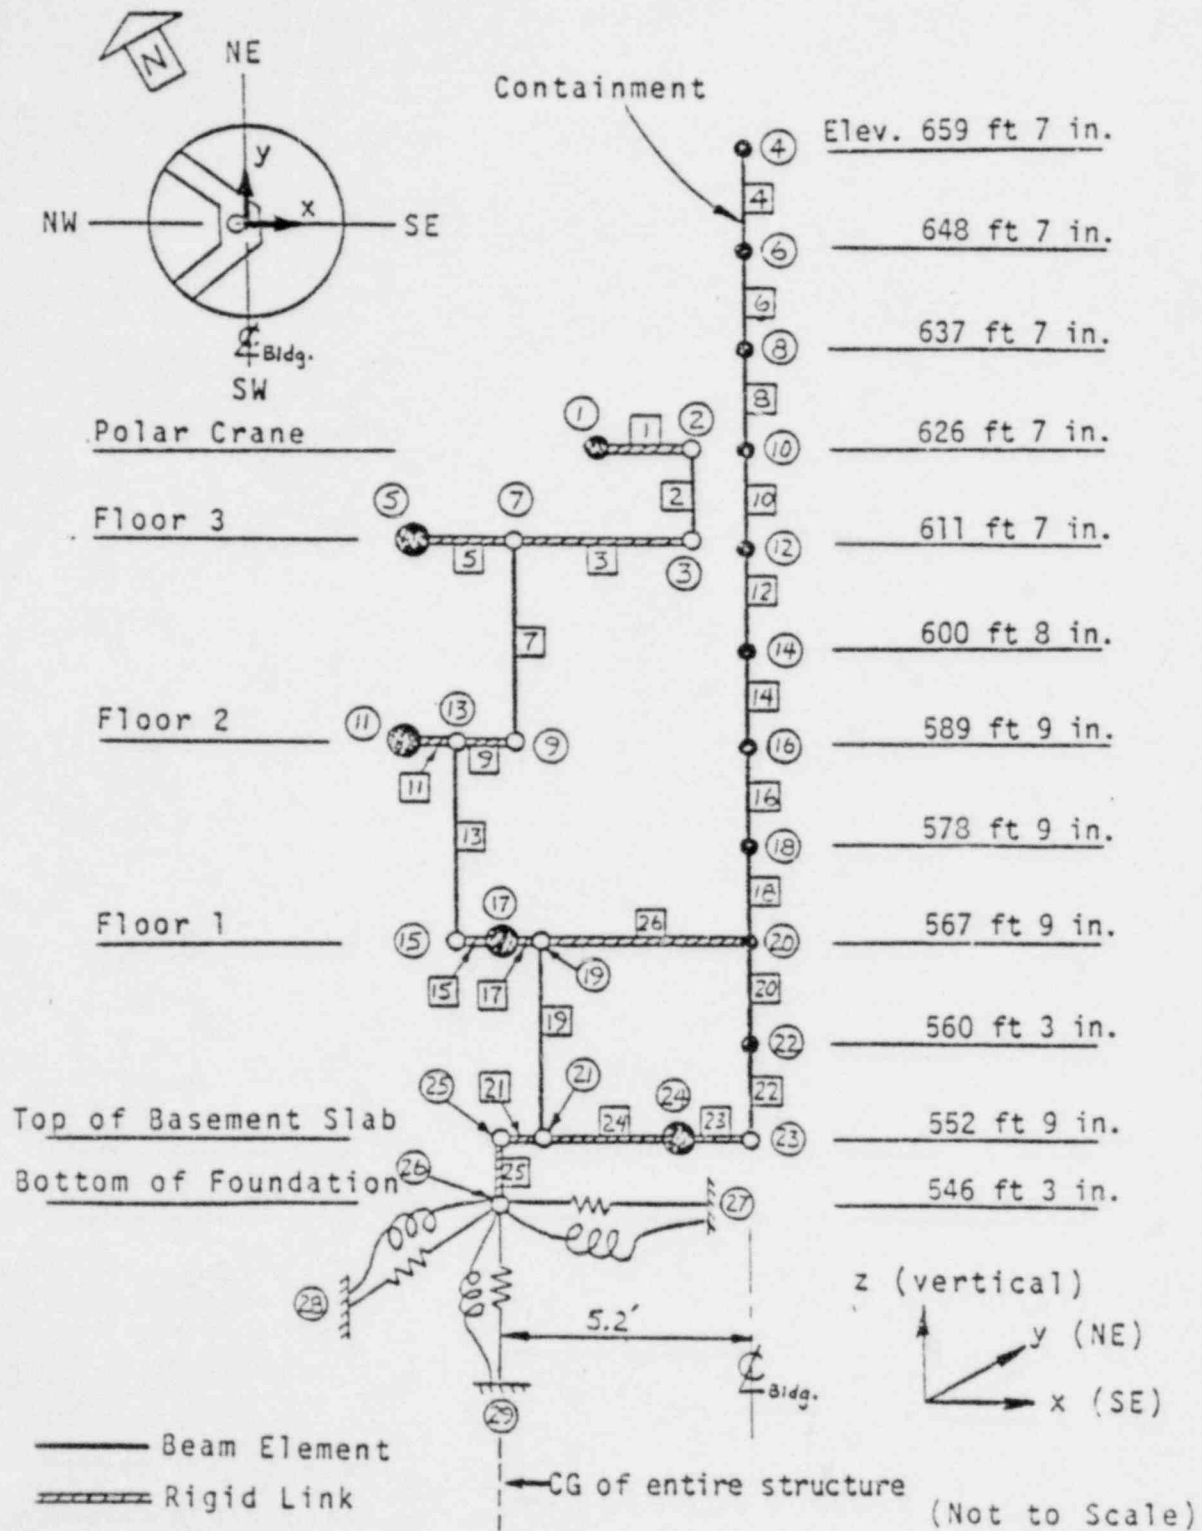 N
NE
Containment
Elev. 659 ft 7 in.
④
4
y
x
NW
SE
⑥
648 ft 7 in.
6
⑧
637 ft 7 in.
℄ Bldg.
SW
8
Polar Crane
①
1
②
⑩
626 ft 7 in.
2
10
Floor 3
⑤
⑦
5
3
③
⑫
611 ft 7 in.
12
7
⑭
600 ft 8 in.
14
Floor 2
⑪
⑬
⑨
⑯
589 ft 9 in.
11
9
16
13
⑱
578 ft 9 in.
18
Floor 1
⑮
⑰
26
⑳
567 ft 9 in.
15
17
⑲
20
19
㉒
560 ft 3 in.
22
Top of Basement Slab
㉕
21
㉑
㉔
24
23
㉓
552 ft 9 in.
25
Bottom of Foundation
㉖
㉗
546 ft 3 in.
㉘
5.2'
℄ Bldg.
z (vertical)
y (NE)
x (SE)
㉙
Beam Element
CG of entire structure
Rigid Link
(Not to Scale)